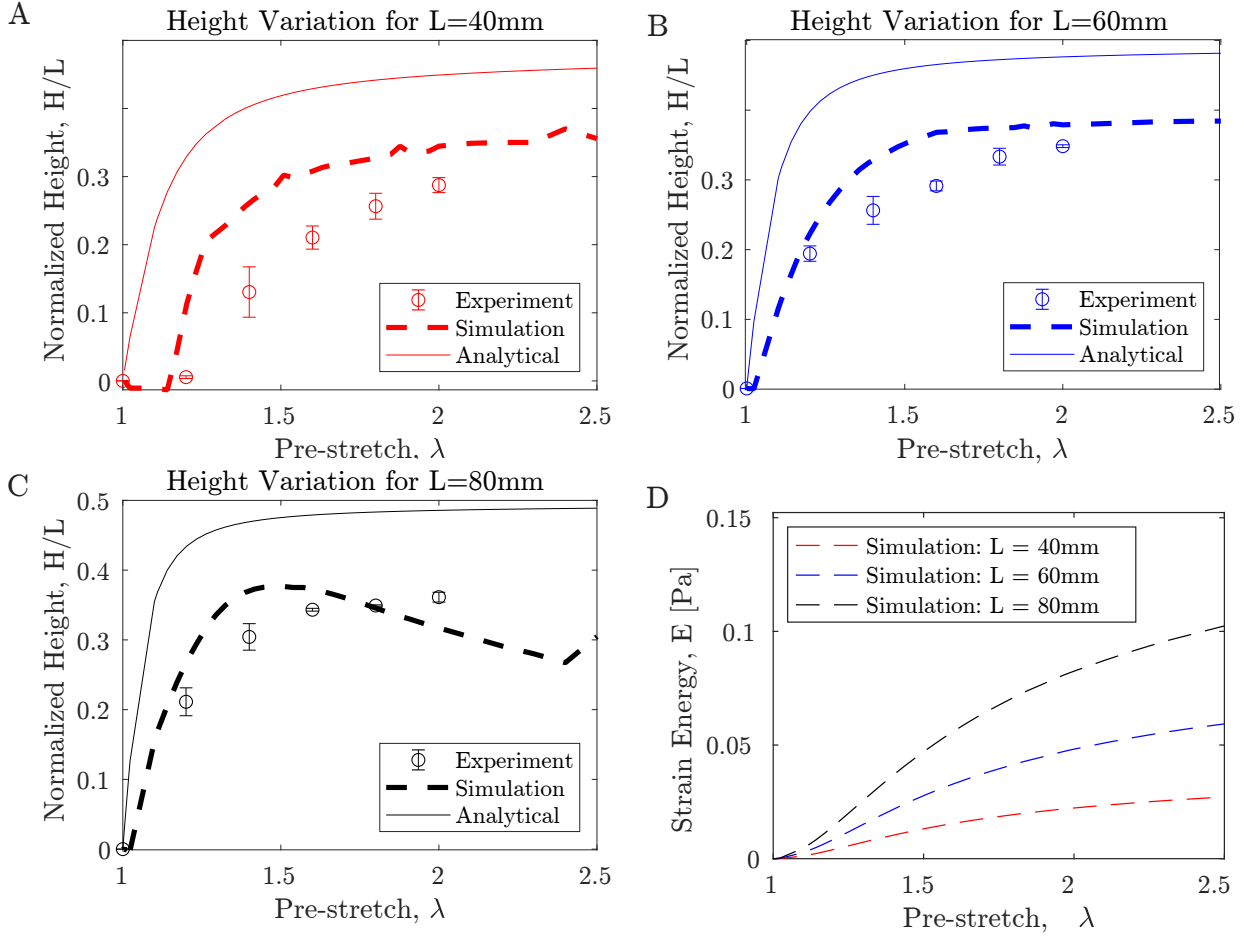 A
Height Variation for L=40mm
Normalized Height, H/L
0.3
0.2
0.1
0
1
1.5
2
2.5
Pre-stretch, λ
Experiment
Simulation
Analytical
B
Height Variation for L=60mm
Normalized Height, H/L
0.3
0.2
0.1
0
1
1.5
2
2.5
Pre-stretch, λ
Experiment
Simulation
Analytical
C
Height Variation for L=80mm
Normalized Height, H/L
0.5
0.4
0.3
0.2
0.1
0
1
1.5
2
2.5
Pre-stretch, λ
Experiment
Simulation
Analytical
D
Strain Energy, E [Pa]
0.15
0.1
0.05
0
1
1.5
2
2.5
Pre-stretch, λ
Simulation: L = 40mm
Simulation: L = 60mm
Simulation: L = 80mm